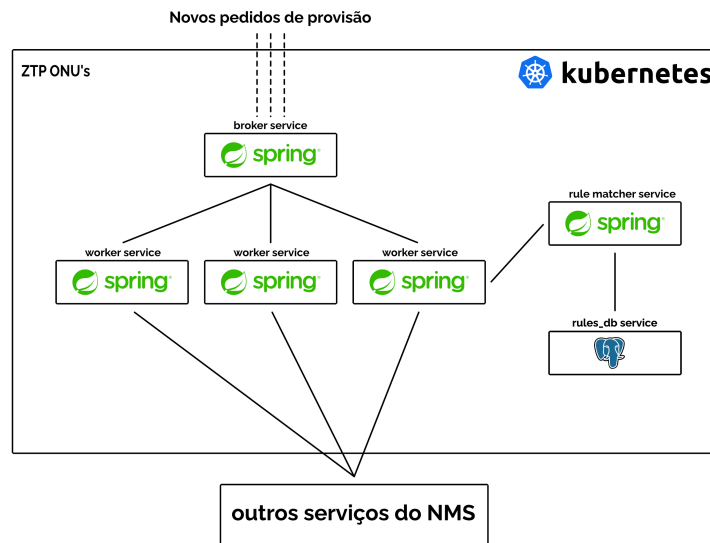 Novos pedidos de provisão
ZTP ONU's
kubernetes
broker service
spring
rule matcher service
spring
worker service
worker service
worker service
spring
spring
spring
rules_db service
outros serviços do NMS